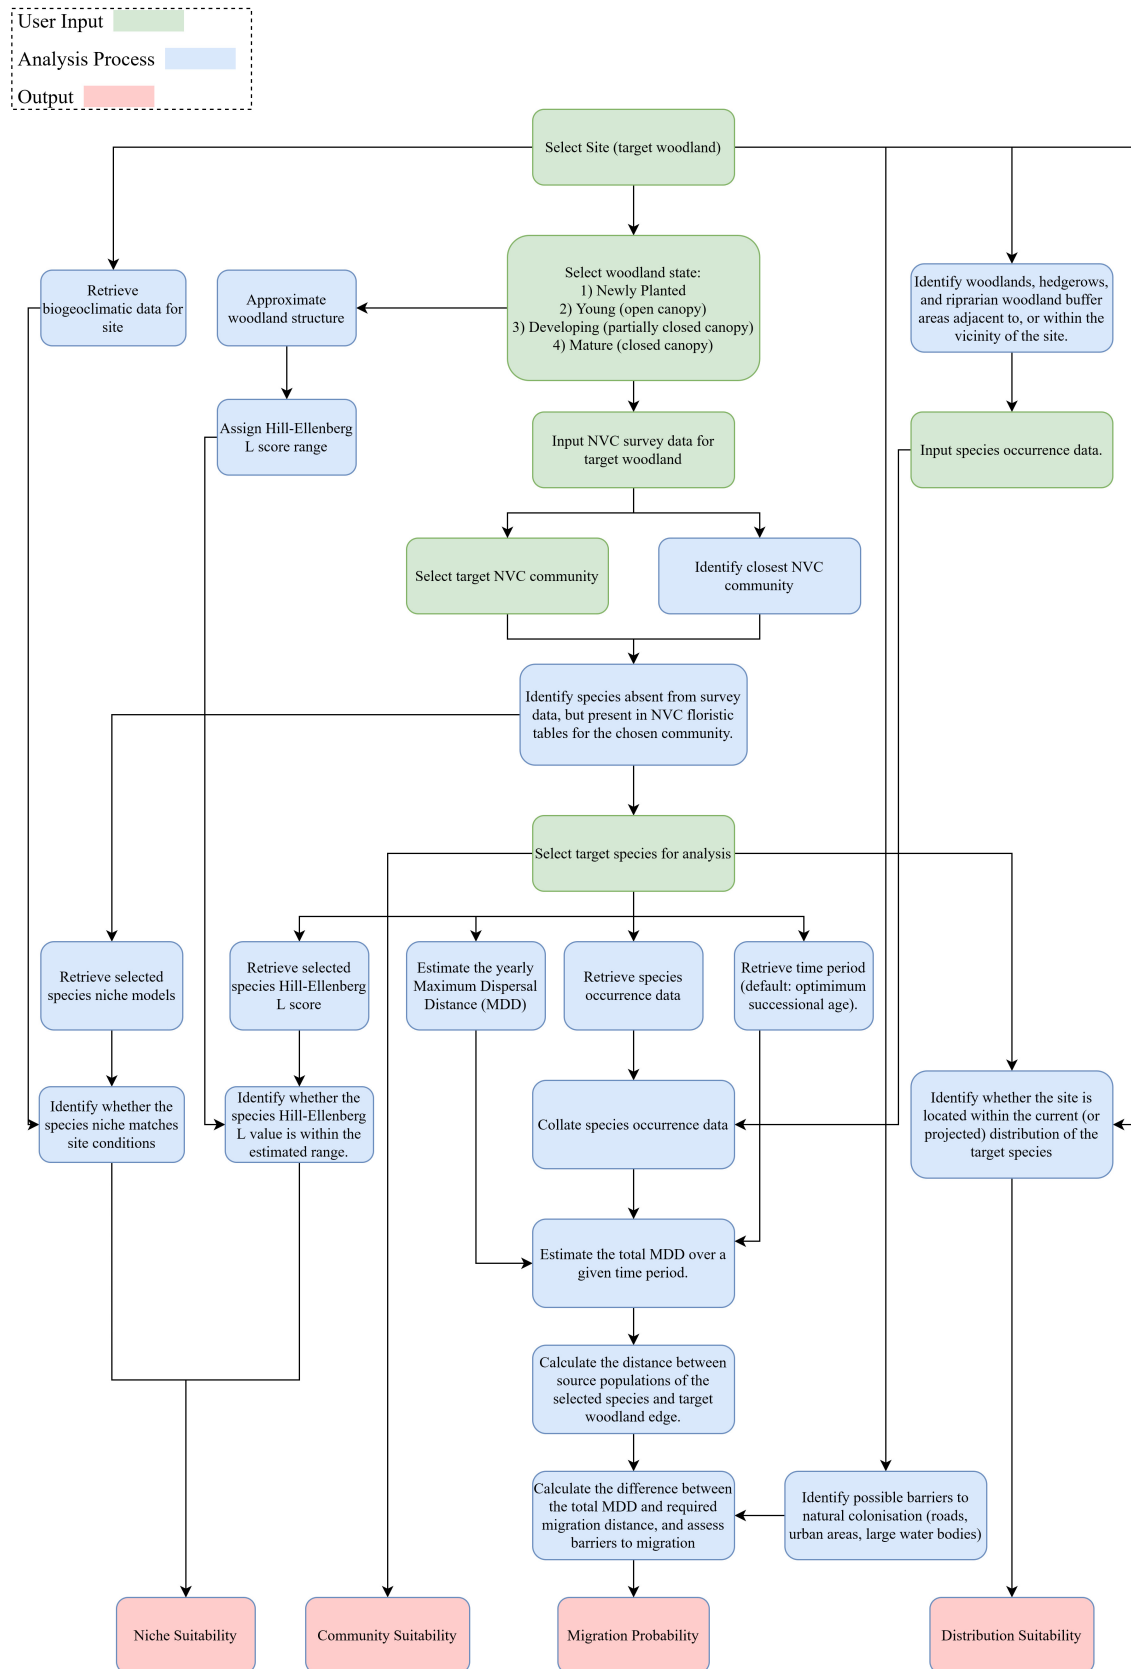 User Input
Analysis Process
Output
Select Site (target woodland)
Select woodland state:
1) Newly Planted
2) Young (open canopy)
3) Developing (partially closed canopy)
4) Mature (closed canopy)
Retrieve
biogeoclimatic data for
site
Approximate
woodland structure
Identify woodlands, hedgerows,
and riprarian woodland buffer
areas adjacent to, or within the
vicinity of the site.
Assign Hill-Ellenberg
L score range
Input NVC survey data for
target woodland
Input species occurrence data.
Select target NVC community
Identify closest NVC
community
Identify species absent from survey
data, but present in NVC floristic
tables for the chosen community.
Select target species for analysis
Retrieve selected
species niche models
Retrieve selected
species Hill-Ellenberg
L score
Estimate the yearly
Maximum Dispersal
Distance (MDD)
Retrieve species
occurrence data
Retrieve time period
(default: optimimum
successional age).
Identify whether the
species niche matches
site conditions
Identify whether the
species Hill-Ellenberg
L value is within the
estimated range.
Collate species occurrence data
Identify whether the site is
located within the current (or
projected) distribution of the
target species
Estimate the total MDD over a
given time period.
Calculate the distance between
source populations of the
selected species and target
woodland edge.
Calculate the difference between
the total MDD and required
migration distance, and assess
barriers to migration
Identify possible barriers to
natural colonisation (roads,
urban areas, large water bodies)
Niche Suitability
Community Suitability
Migration Probability
Distribution Suitability